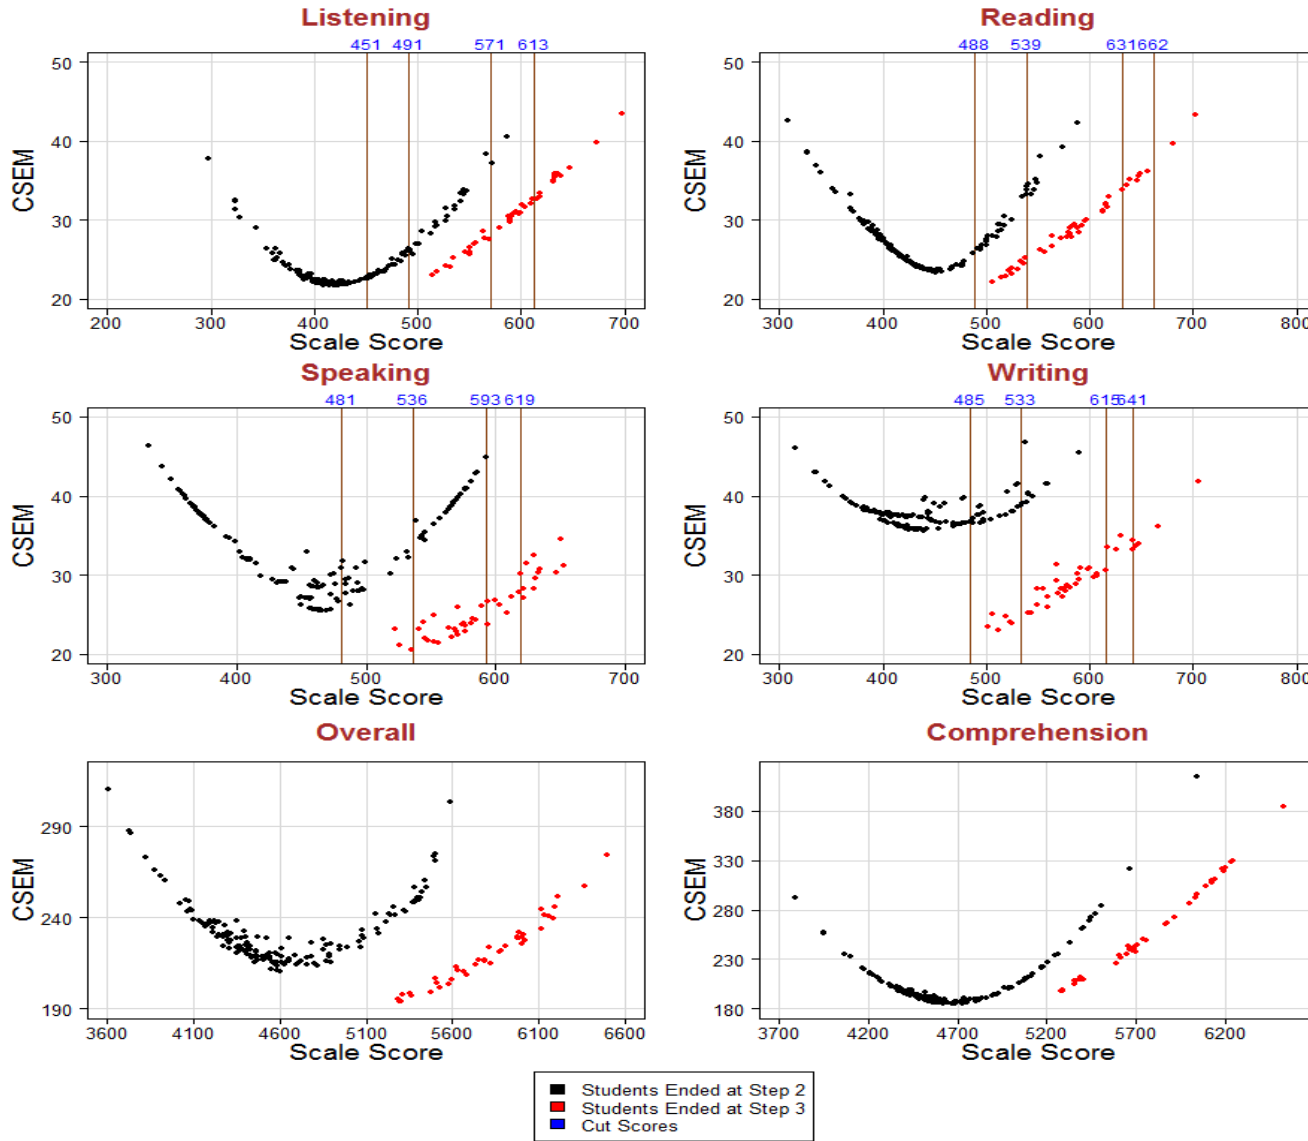 Listening
451 491 571 613
50
40
30
20
CSEM
200 300 400 500 600 700
Scale Score
Reading
488 539 631 662
50
40
30
20
CSEM
300 400 500 600 700 800
Scale Score
Speaking
481 536 593 619
50
40
30
20
CSEM
300 400 500 600 700
Scale Score
Writing
485 533 615 641
50
40
30
20
CSEM
300 400 500 600 700 800
Scale Score
Overall
290
240
190
CSEM
3600 4100 4600 5100 5600 6100 6600
Scale Score
Comprehension
380
330
280
230
180
CSEM
3700 4200 4700 5200 5700 6200
Scale Score
Students Ended at Step 2
Students Ended at Step 3
Cut Scores